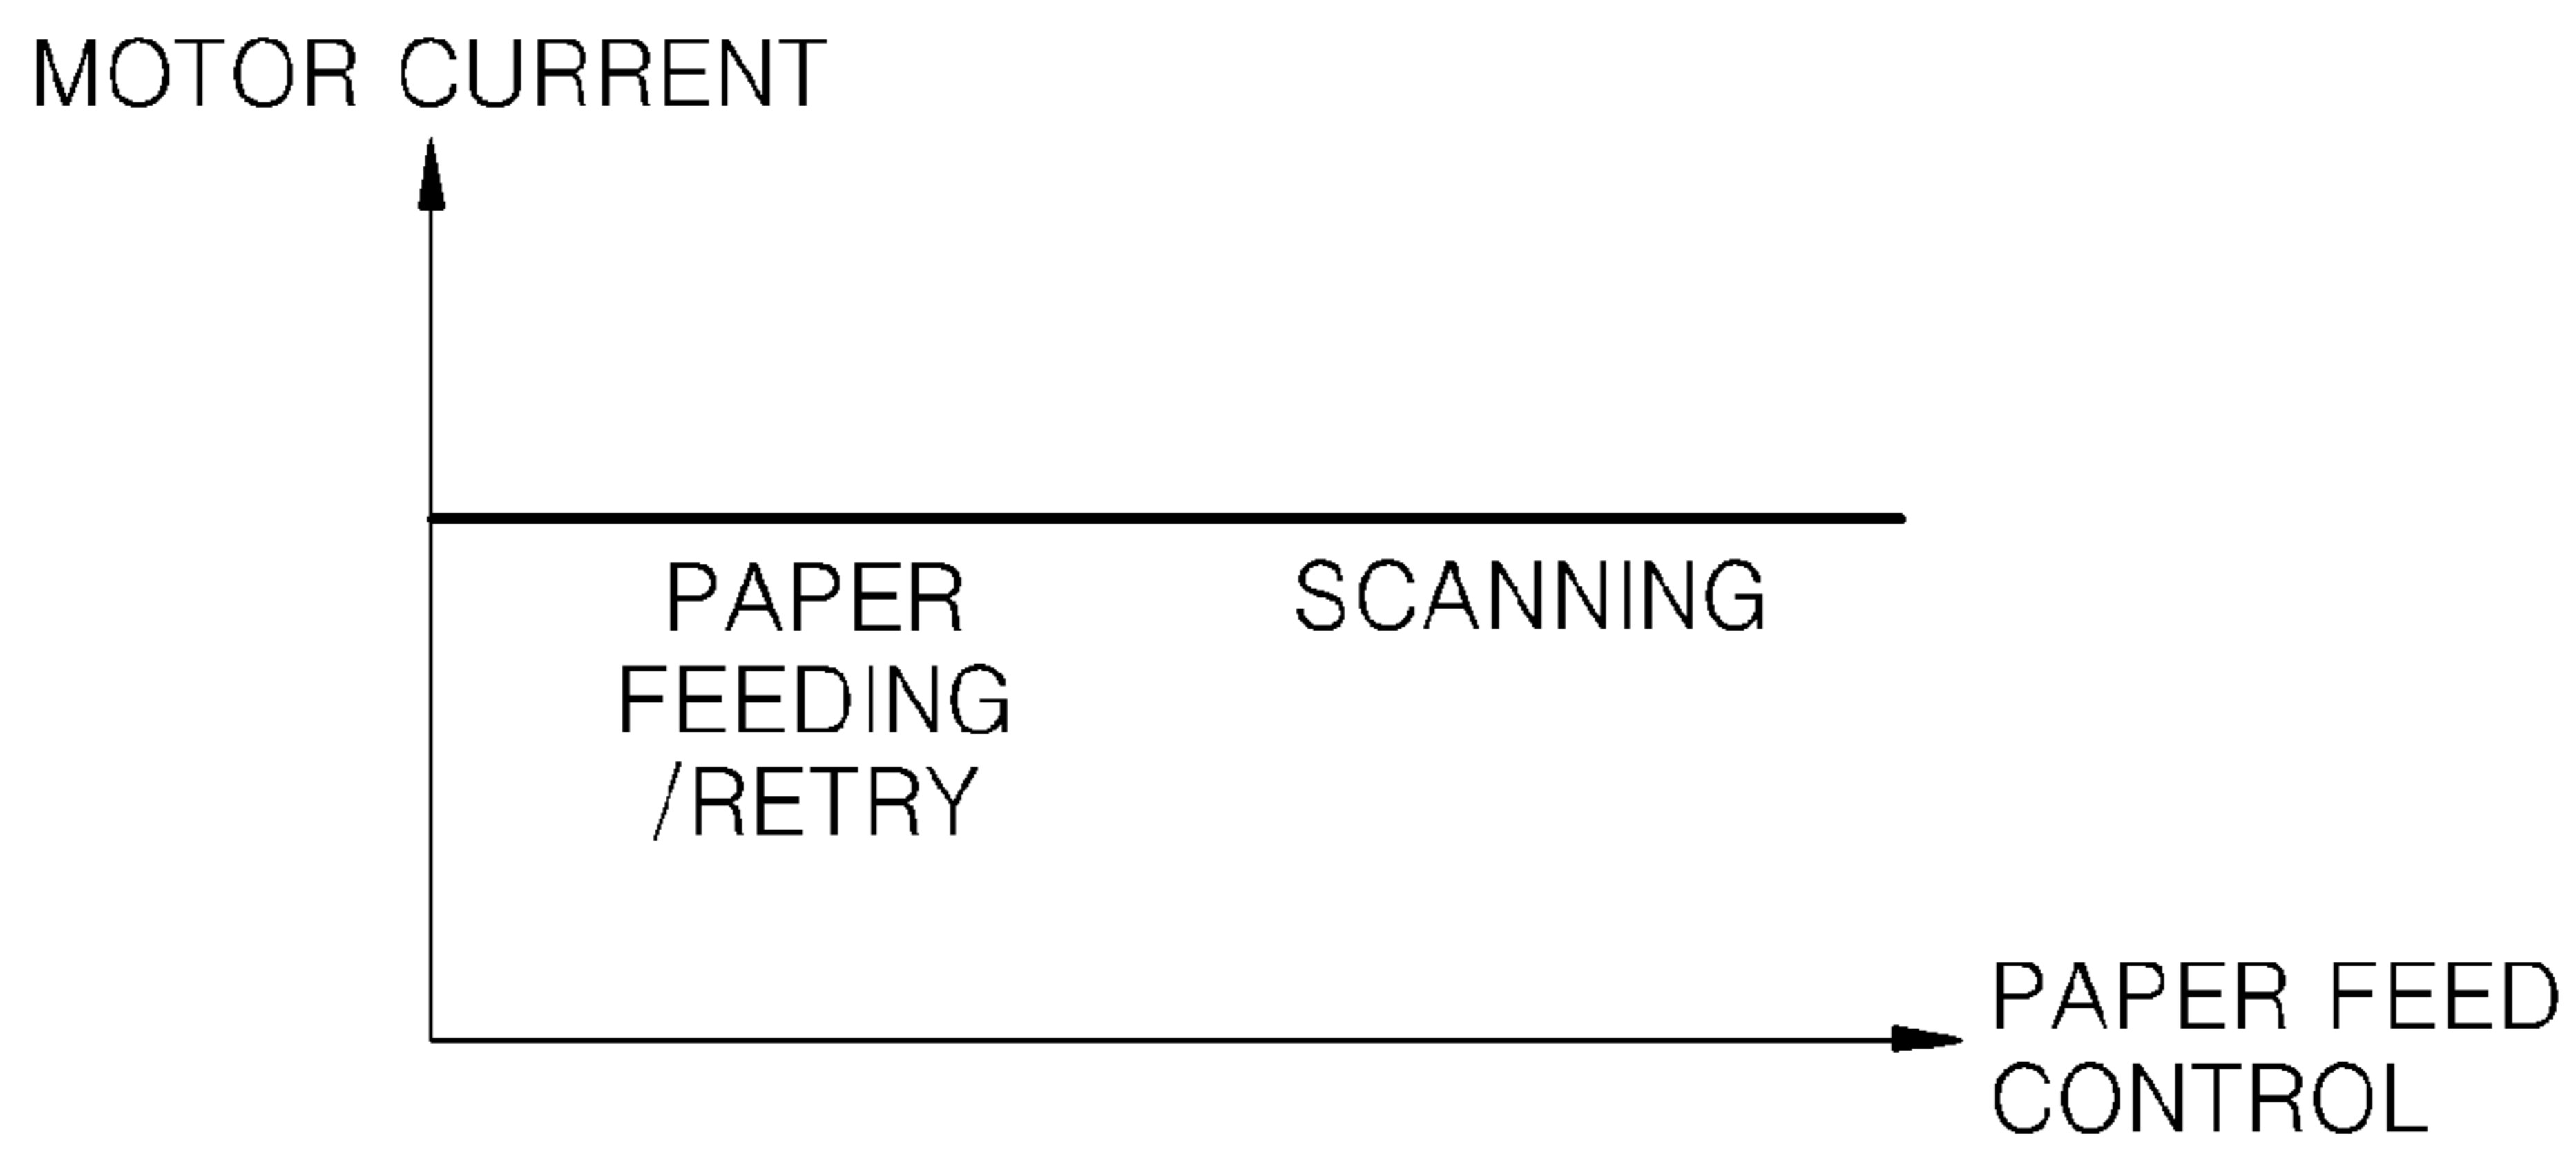 MOTOR CURRENT
PAPER
FEEDING
/RETRY
SCANNING
PAPER FEED
CONTROL